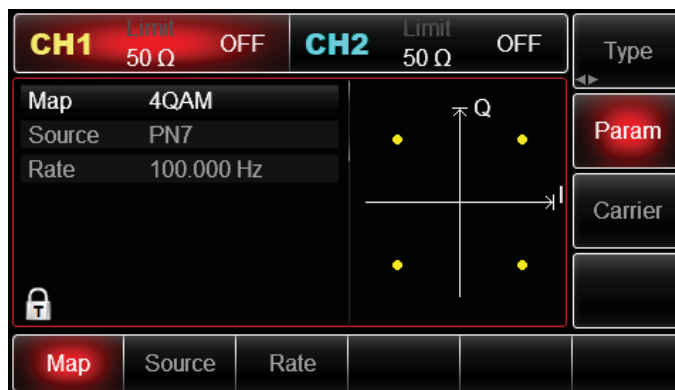 CH1 Limit 50 Ω OFF CH2 Limit 50 Ω OFF Type
Map 4QAM
Source PN7
Rate 100.000 Hz
Q
I
Param
Carrier
T
Map Source Rate